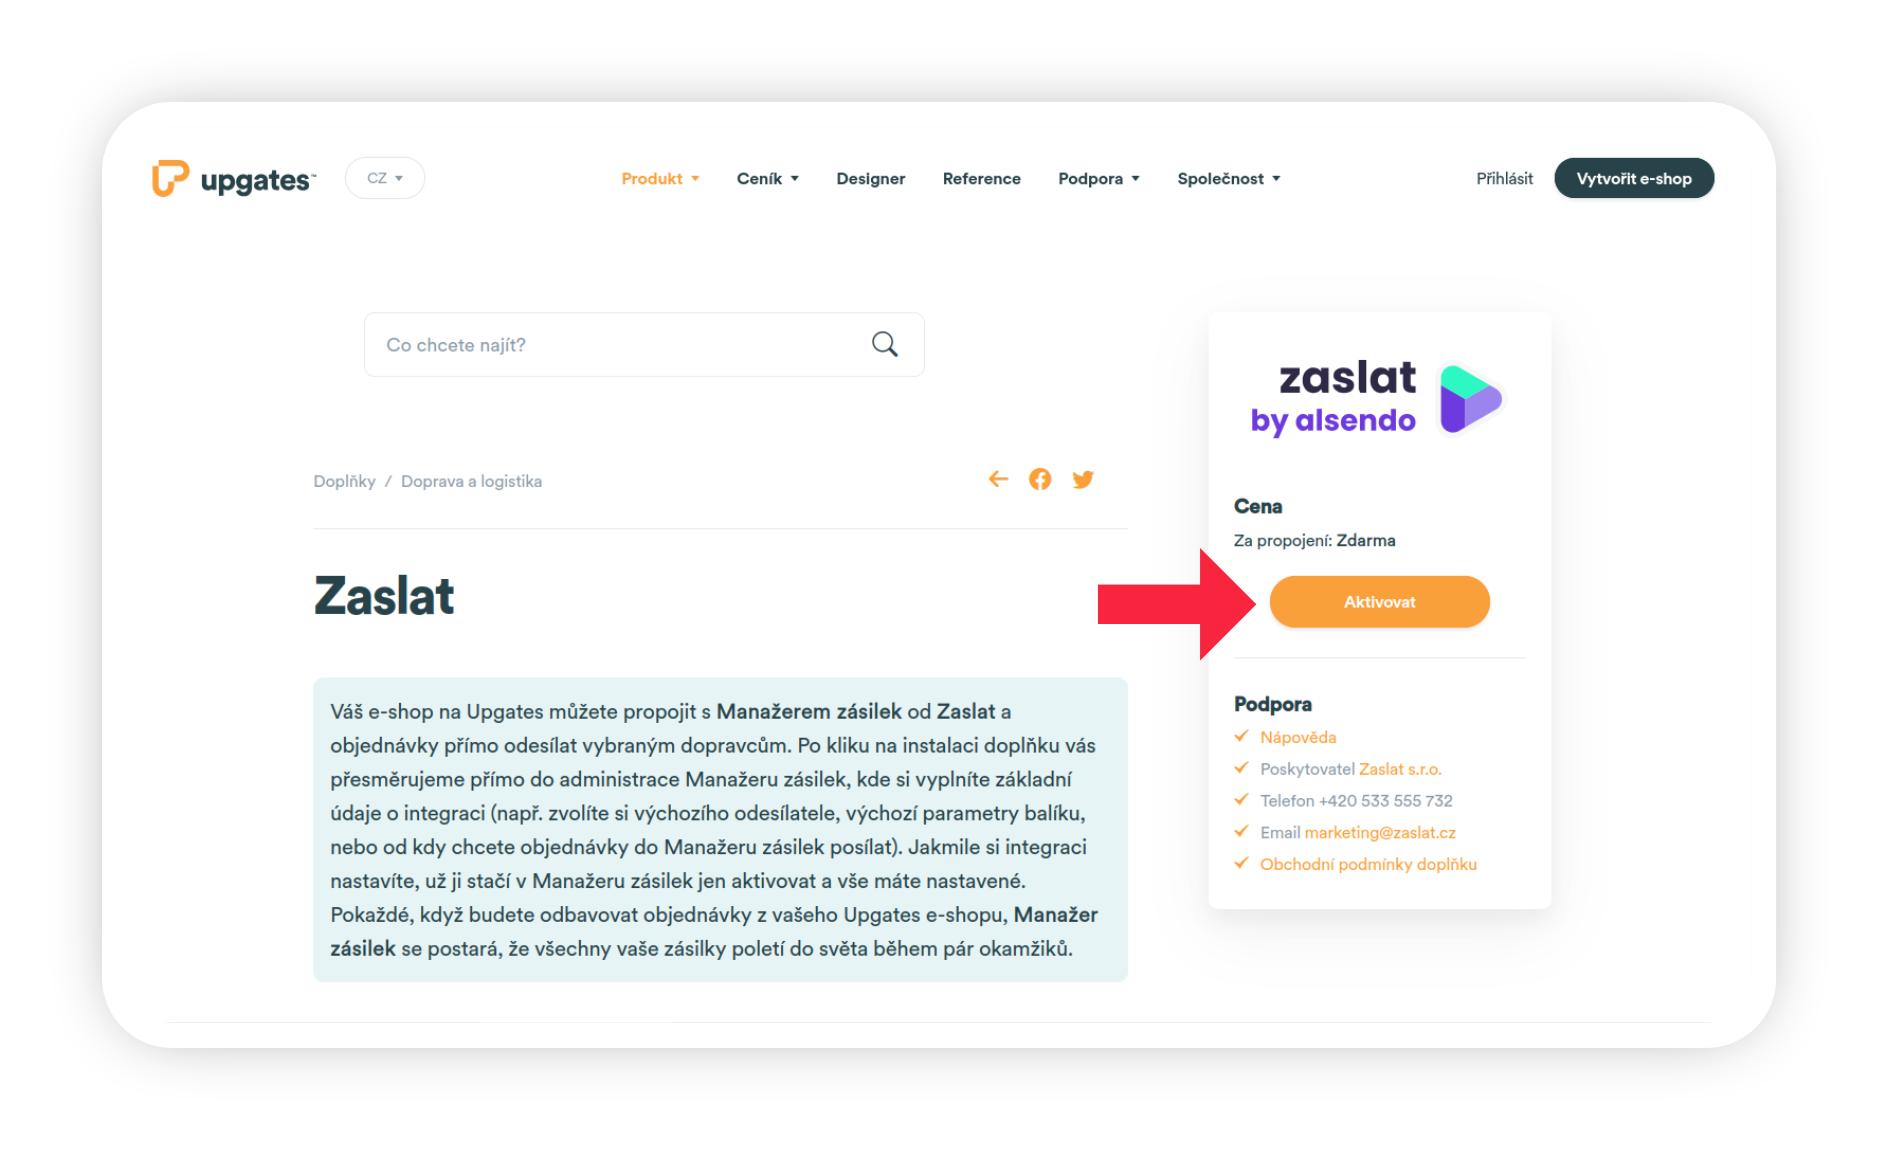 upgates™
CZ
Produkt
Ceník
Designer
Reference
Podpora
Společnost
Přihlásit
Vytvořit e-shop
Co chcete najít?
Doplňky / Doprava a logistika
Zaslat
Váš e-shop na Upgates můžete propojit s Manažerem zásilek od Zaslat a
objednávky přímo odesílat vybraným dopravcům. Po kliku na instalaci doplňku vás
přesměrujeme přímo do administrace Manažeru zásilek, kde si vyplníte základní
údaje o integraci (např. zvolíte si výchozího odesílatele, výchozí parametry balíku,
nebo od kdy chcete objednávky do Manažeru zásilek posílat). Jakmile si integraci
nastavíte, už ji stačí v Manažeru zásilek jen aktivovat a vše máte nastavené.
Pokaždé, když budete odbavovat objednávky z vašeho Upgates e-shopu, Manažer
zásilek se postará, že všechny vaše zásilky poletí do světa během pár okamžiků.
zaslat
by alsendo
Cena
Za propojení: Zdarma
Aktivovat
Podpora
Nápověda
Poskytovatel Zaslat s.r.o.
Telefon +420 533 555 732
Email marketing@zaslat.cz
Obchodní podmínky doplňku